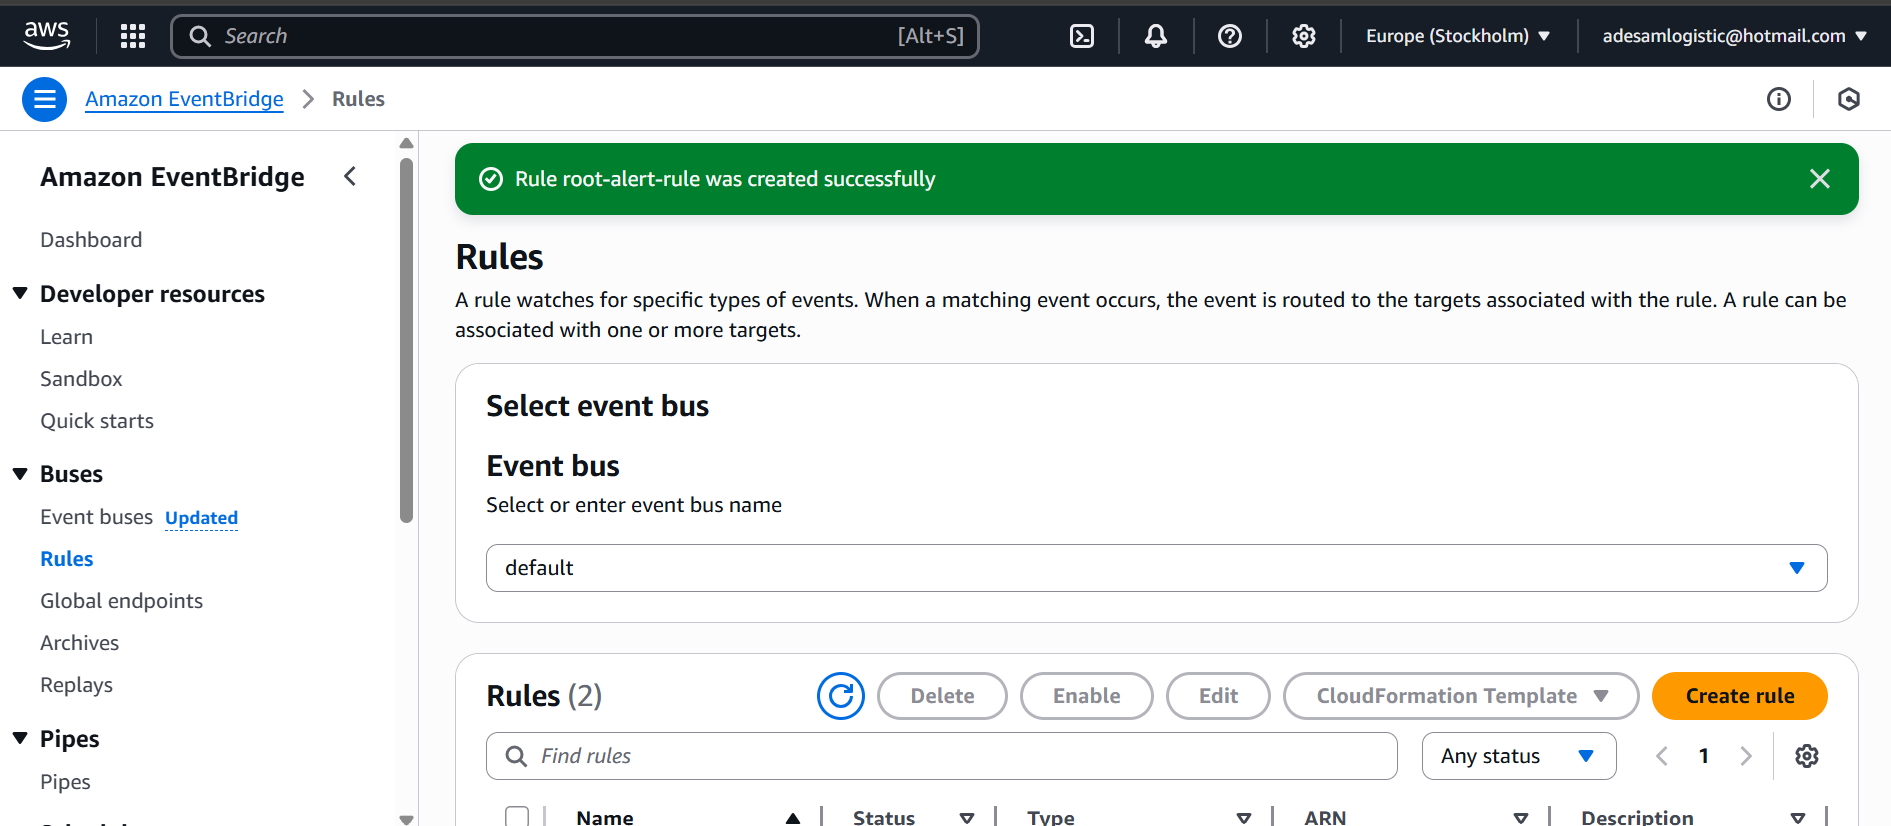 aws
Search [Alt+S]
Europe (Stockholm)
adesamlogistic@hotmail.com
Amazon EventBridge > Rules
Amazon EventBridge
Dashboard
Developer resources
Learn
Sandbox
Quick starts
Buses
Event buses Updated
Rules
Global endpoints
Archives
Replays
Pipes
Pipes
Rule root-alert-rule was created successfully
Rules
A rule watches for specific types of events. When a matching event occurs, the event is routed to the targets associated with the rule. A rule can be
associated with one or more targets.
Select event bus
Event bus
Select or enter event bus name
default
Rules (2)
Delete
Enable
Edit
CloudFormation Template
Create rule
Find rules
Any status
1
Name Status Type ARN Description